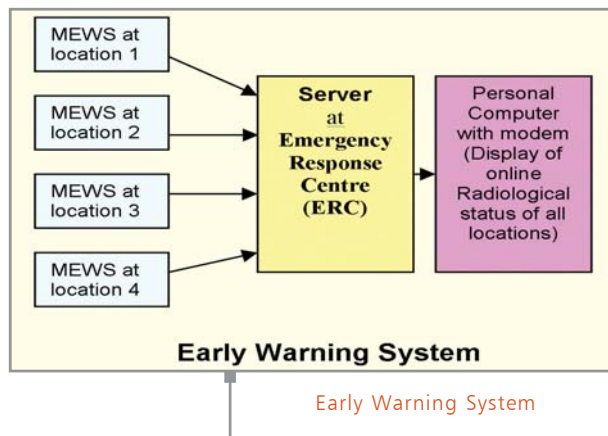 MEWS at
location 1
MEWS at
location 2
MEWS at
location 3
MEWS at
location 4
Server
at
Emergency
Response
Centre
(ERC)
Personal
Computer
with modem
(Display of
online
Radiological
status of all
locations)
Early Warning System
Early Warning System